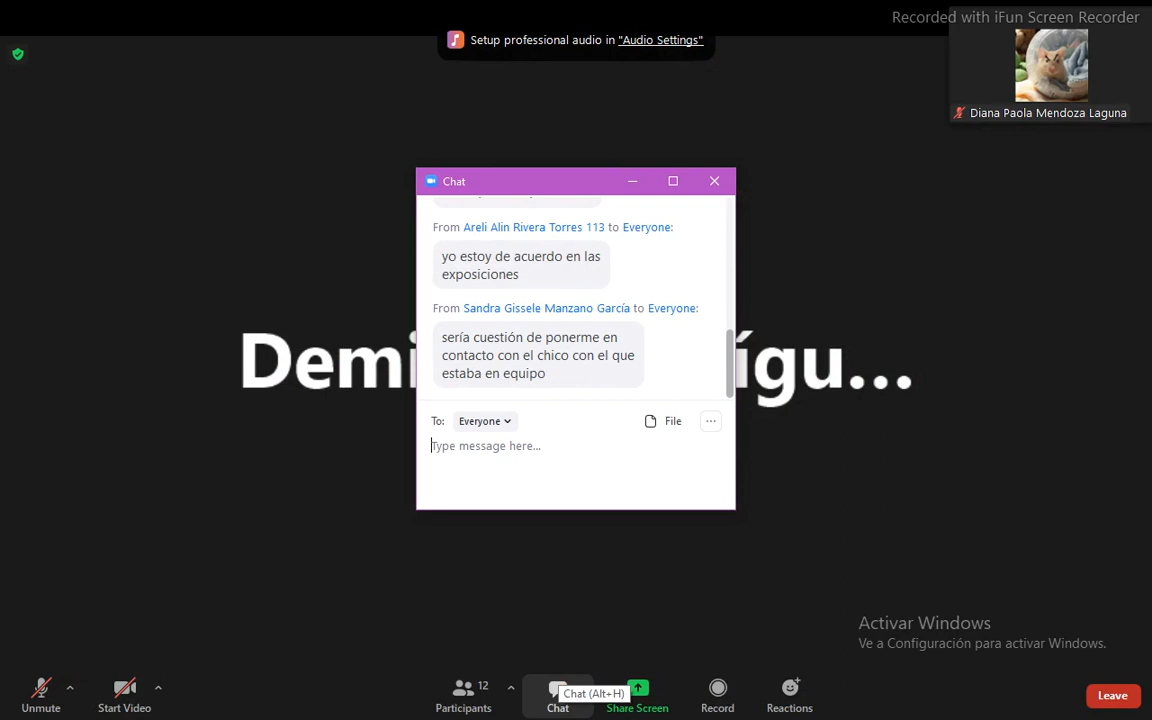 Recorded with iFun Screen Recorder
Setup professional audio in "Audio Settings"
Diana Paola Mendoza Laguna
Chat
From Areli Alin Rivera Torres 113 to Everyone:
yo estoy de acuerdo en las
exposiciones
From Sandra Gissele Manzano García to Everyone:
sería cuestión de ponerme en
contacto con el chico con el que
estaba en equipo
Demi
ígu...
To: Everyone File ...
Type message here...
Activar Windows
Ve a Configuración para activar Windows.
12
Chat (Alt+H)
Unmute Start Video Participants Chat Share Screen Record Reactions Leave